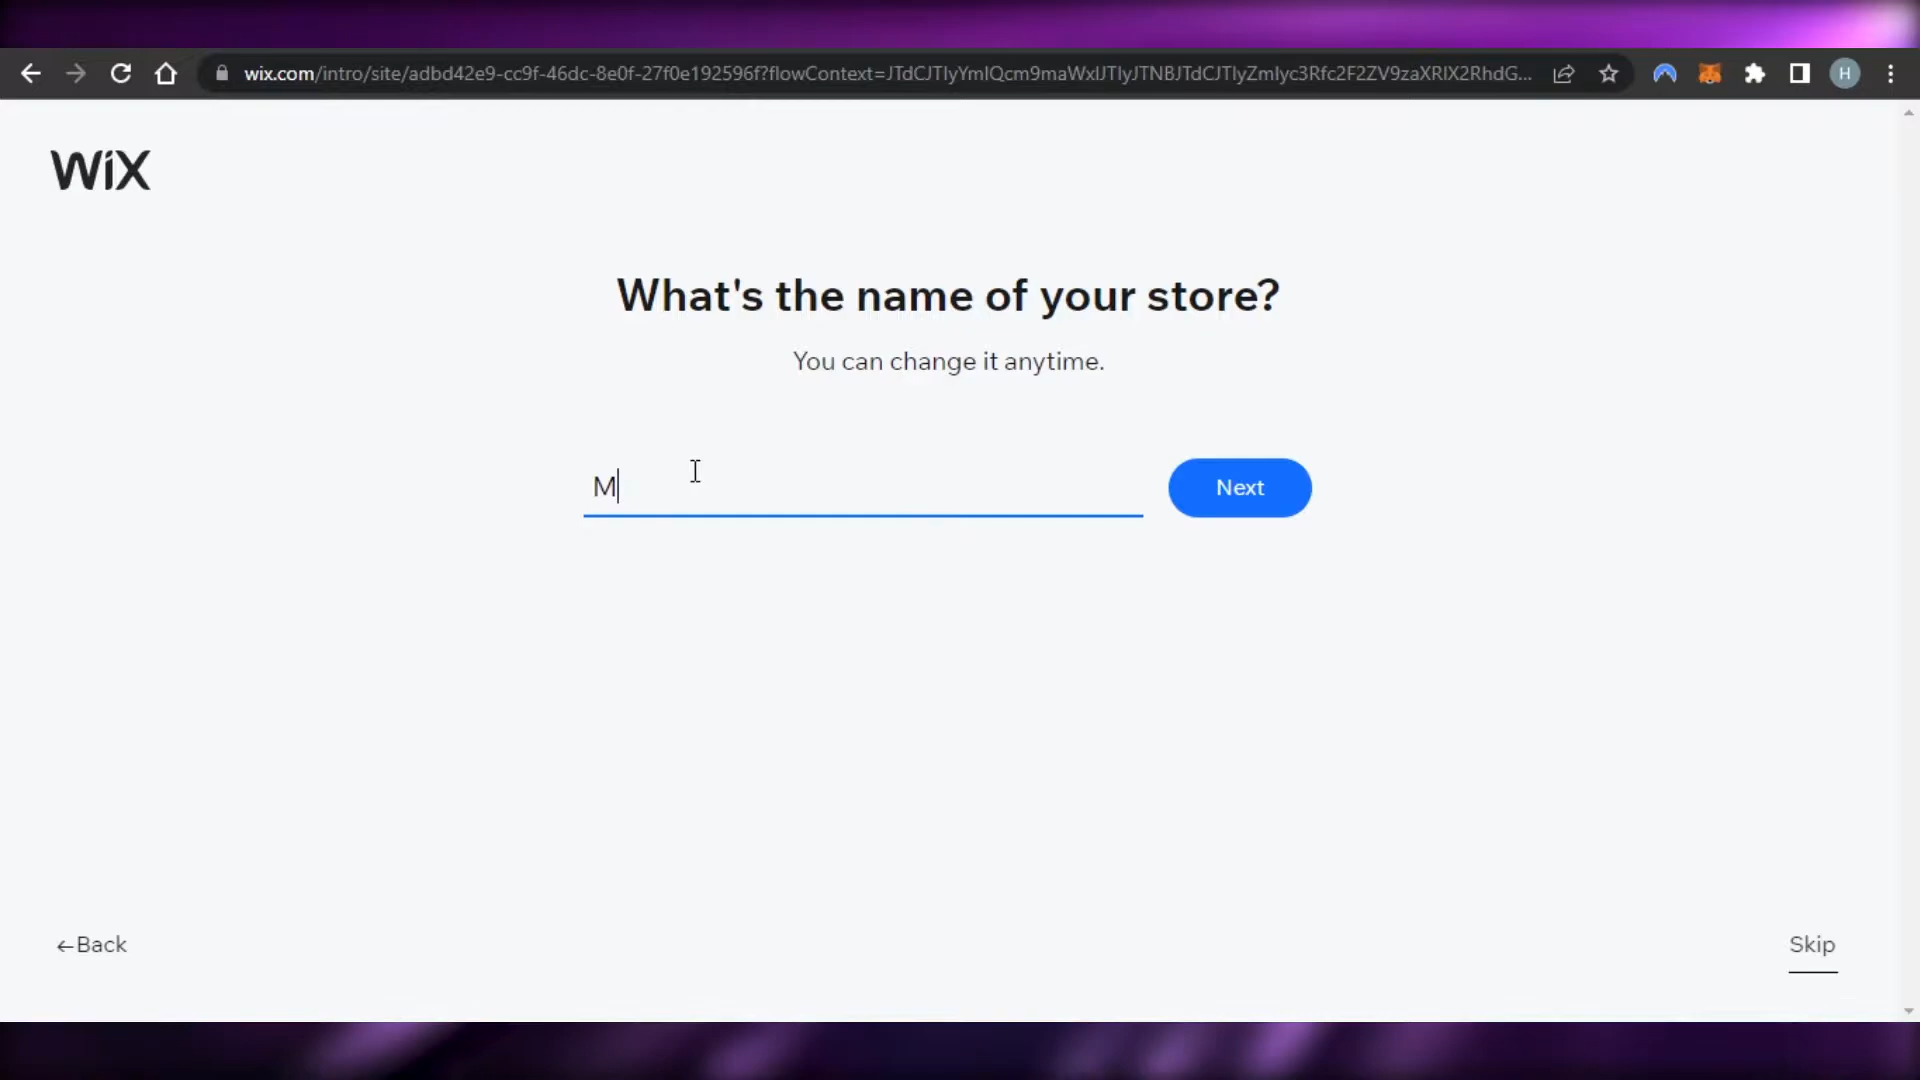 wix.com/intro/site/adbd42e9-cc9f-46dc-8e0f-27f0e192596f?flowContext=JTdCJTIyYmlQcm9maWxlJTIyJTNBJTdCJTIyZmlyc3Rfc2F2ZV9zaXRlX2RhdG...
H
WiX
What's the name of your store?
You can change it anytime.
M
Next
←Back
Skip